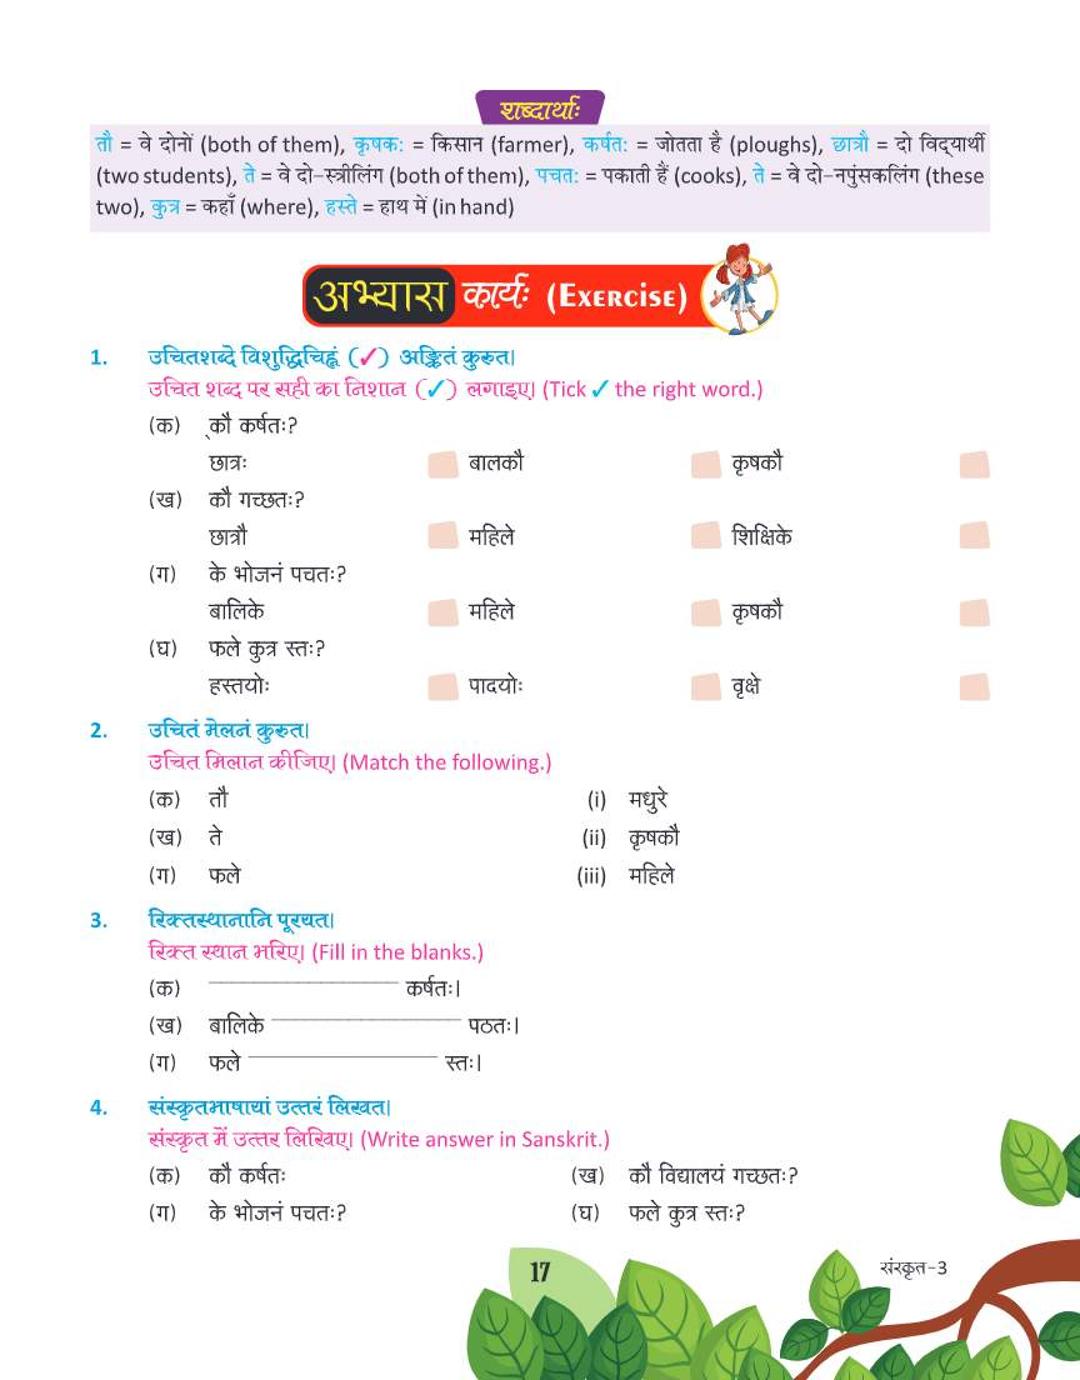 शब्दार्थाः
तौ = वे दोनों (both of them), कृषक: = किसान (farmer), कर्षत: = जोतता है (ploughs), छात्रौ = दो विद्‌यार्थी
(two students), ते = वे दो-स्त्रीलिंग (both of them), पचत: = पकाती हैं (cooks), ते = वे दो-नपुंसकलिंग (these
two), कुत्र = कहाँ (where), हस्ते = हाथ में (in hand)
अभ्यास कार्यः (EXERCISE)
1. उचितशब्दे विशुद्धिचिह्नं (✓) अङ्कितं कुरुत।
उचित शब्द पर सही का निशान (✓) लगाइए। (Tick ✓ the right word.)
(क) कौ कर्षतः?
छात्रः बालकौ कृषकौ
(ख) कौ गच्छतः?
छात्रौ महिले शिक्षिके
(ग) के भोजनं पचतः?
बालिके महिले कृषकौ
(घ) फले कुत्र स्तः?
हस्तयोः पादयोः वृक्षे
2. उचितं मेलनं कुरुत।
उचित मिलान कीजिए। (Match the following.)
(क) तौ (i) मधुरे
(ख) ते (ii) कृषकौ
(ग) फले (iii) महिले
3. रिक्तस्थानानि पूरयत।
रिक्त स्थान भरिए। (Fill in the blanks.)
(क) ____________ कर्षतः।
(ख) बालिके ____________ पठतः।
(ग) फले ____________ स्तः।
4. संस्कृतभाषायां उत्तरं लिखत।
संस्कृत में उत्तर लिखिए। (Write answer in Sanskrit.)
(क) कौ कर्षतः (ख) कौ विद्यालयं गच्छतः?
(ग) के भोजनं पचतः? (घ) फले कुत्र स्तः?
17 संस्कृत-3